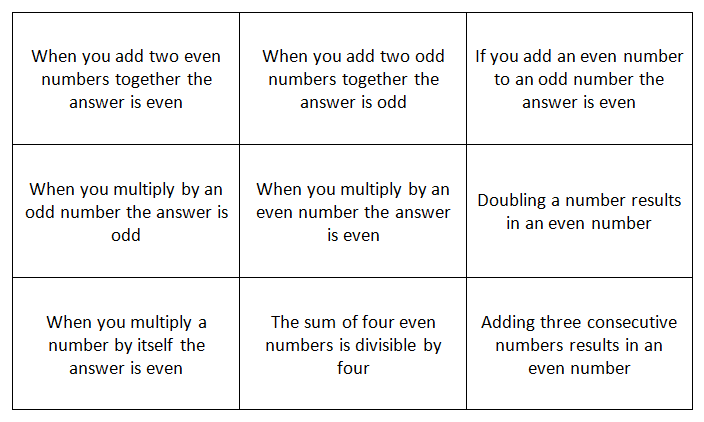 When you add two even
numbers together the
answer is even
When you add two odd
numbers together the
answer is odd
If you add an even number
to an odd number the
answer is even
When you multiply by an
odd number the answer is
odd
When you multiply by an
even number the answer
is even
Doubling a number results
in an even number
When you multiply a
number by itself the
answer is even
The sum of four even
numbers is divisible by
four
Adding three consecutive
numbers results in an
even number